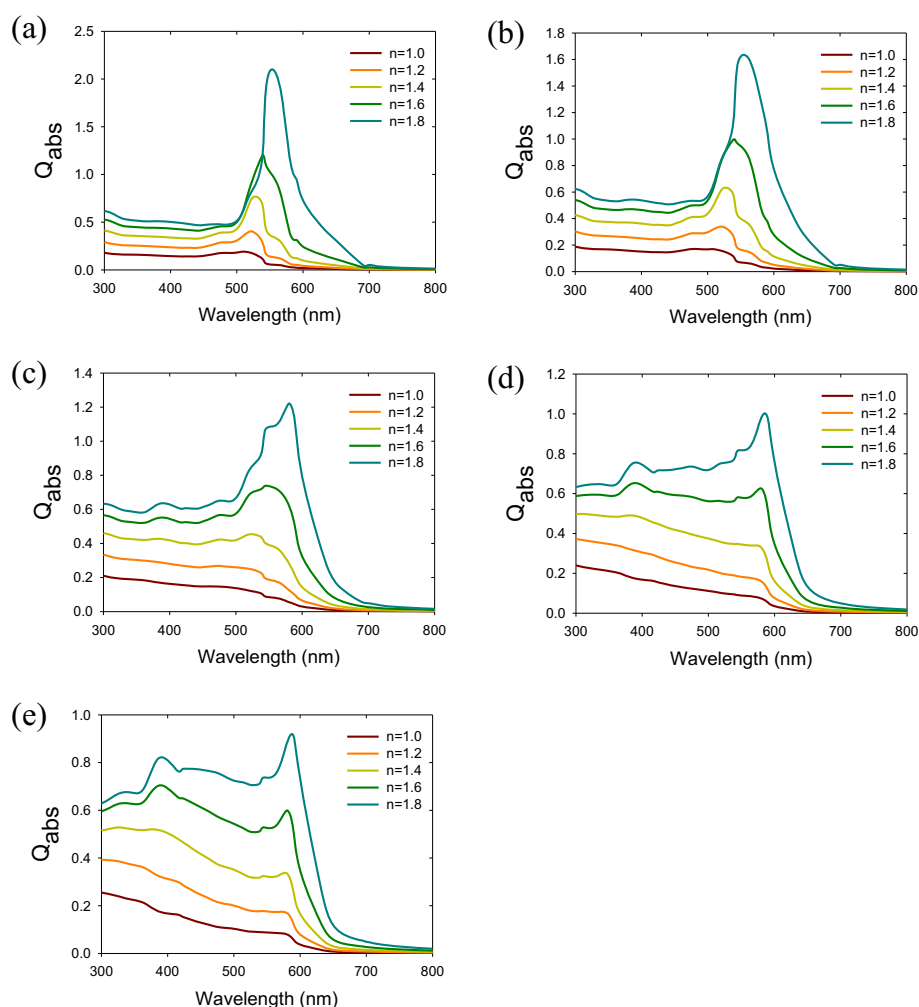 (a)
2.5
2.0
1.5
1.0
0.5
0.0
Q_abs
n=1.0
n=1.2
n=1.4
n=1.6
n=1.8
300 400 500 600 700 800
Wavelength (nm)
(b)
1.8
1.6
1.4
1.2
1.0
0.8
0.6
0.4
0.2
0.0
Q_abs
n=1.0
n=1.2
n=1.4
n=1.6
n=1.8
300 400 500 600 700 800
Wavelength (nm)
(c)
1.4
1.2
1.0
0.8
0.6
0.4
0.2
0.0
Q_abs
n=1.0
n=1.2
n=1.4
n=1.6
n=1.8
300 400 500 600 700 800
Wavelength (nm)
(d)
1.2
1.0
0.8
0.6
0.4
0.2
0.0
Q_abs
n=1.0
n=1.2
n=1.4
n=1.6
n=1.8
300 400 500 600 700 800
Wavelength (nm)
(e)
1.0
0.8
0.6
0.4
0.2
0.0
Q_abs
n=1.0
n=1.2
n=1.4
n=1.6
n=1.8
300 400 500 600 700 800
Wavelength (nm)